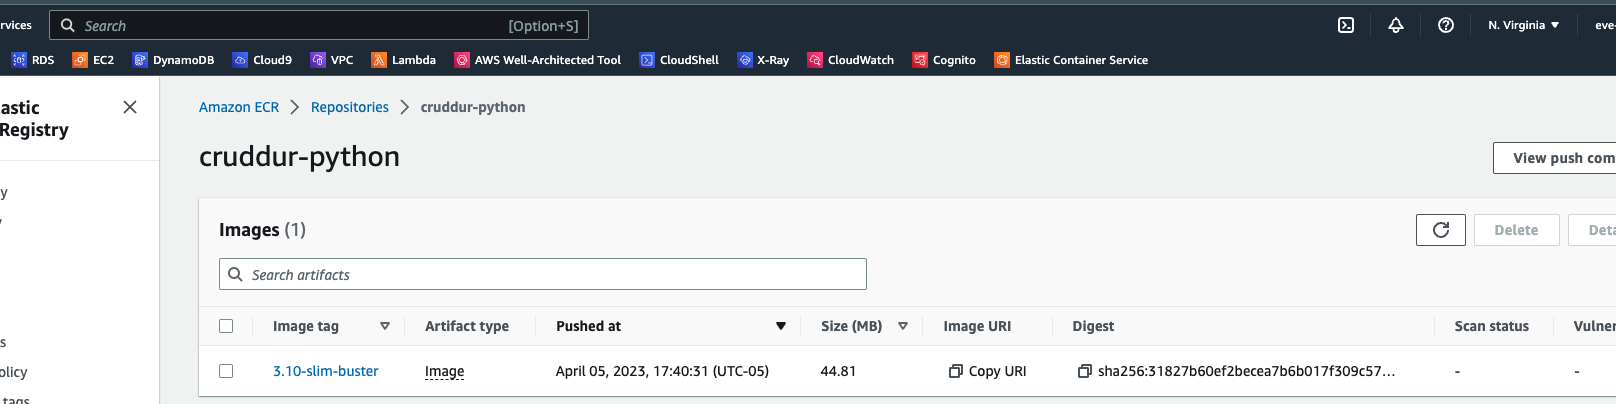 rvices Search [Option+S] N. Virginia eve-
RDS EC2 DynamoDB Cloud9 VPC Lambda AWS Well-Architected Tool CloudShell X-Ray CloudWatch Cognito Elastic Container Service
astic
Registry
Amazon ECR Repositories cruddur-python
cruddur-python
View push com
y
Images (1)
Delete Deta
Search artifacts
Image tag Artifact type Pushed at Size (MB) Image URI Digest Scan status Vulner
s
3.10-slim-buster Image April 05, 2023, 17:40:31 (UTC-05) 44.81 Copy URI sha256:31827b60ef2becea7b6b017f309c57... - -
olicy
tags